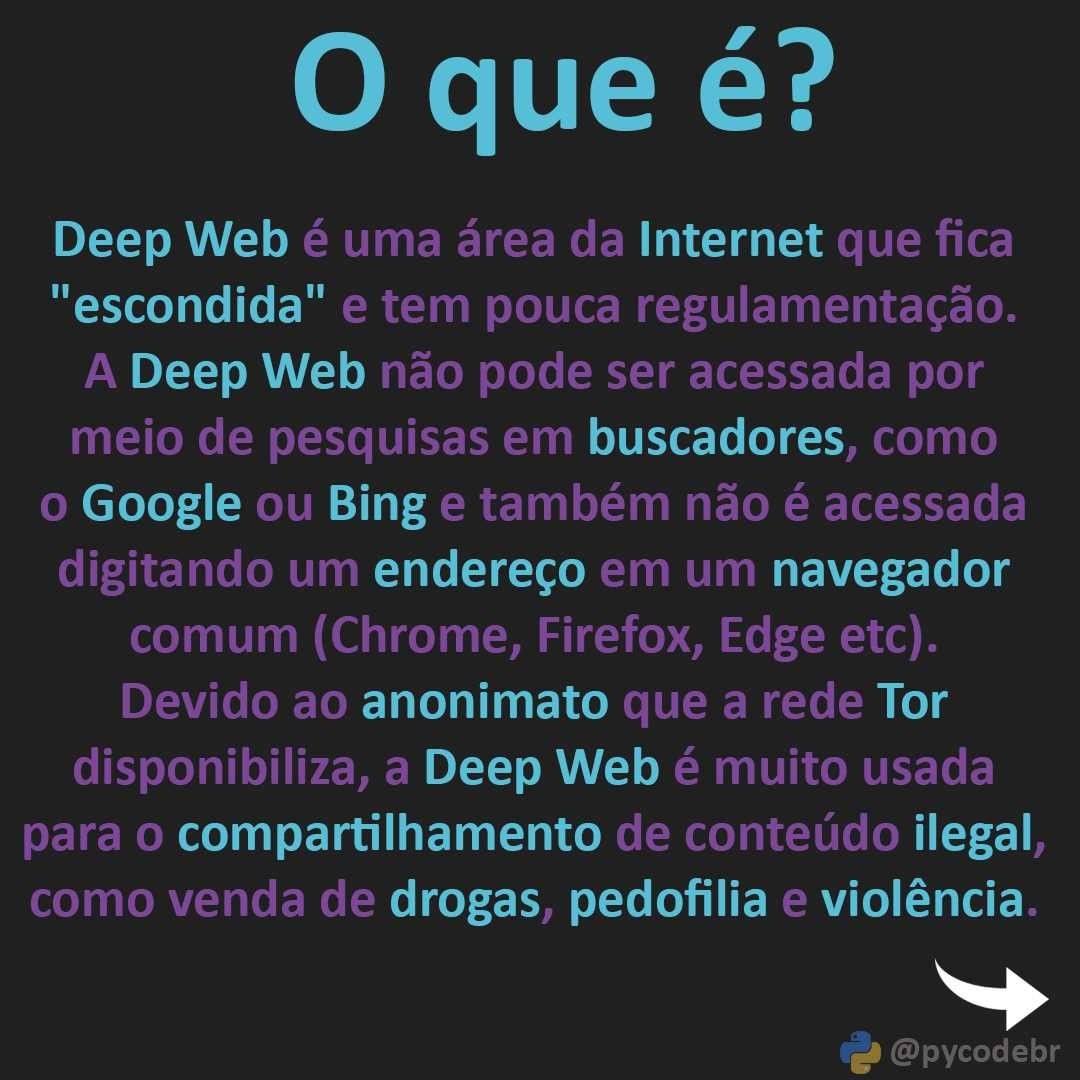 O que é?
Deep Web é uma área da Internet que fica
"escondida" e tem pouca regulamentação.
A Deep Web não pode ser acessada por
meio de pesquisas em buscadores, como
o Google ou Bing e também não é acessada
digitando um endereço em um navegador
comum (Chrome, Firefox, Edge etc).
Devido ao anonimato que a rede Tor
disponibiliza, a Deep Web é muito usada
para o compartilhamento de conteúdo ilegal,
como venda de drogas, pedofilia e violência.
@pycodebr